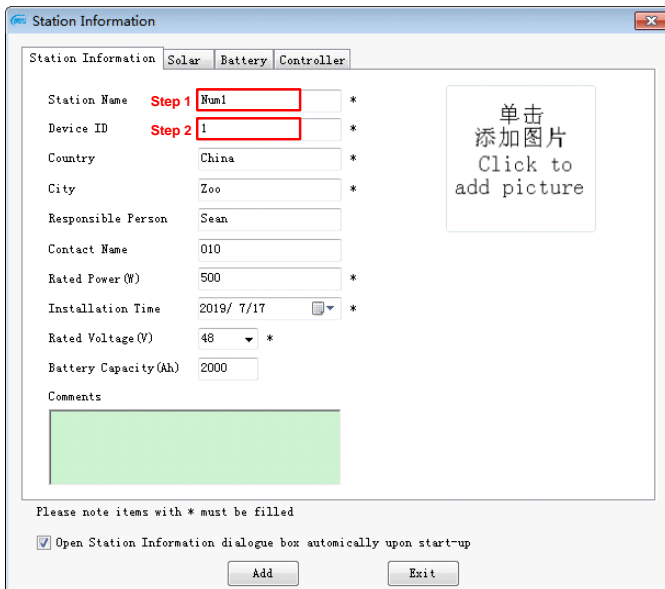 Station Information
Station Information Solar Battery Controller
Station Name Step 1 Num1 *
Device ID Step 2 1 *
Country China *
City Zoo *
Responsible Person Sean
Contact Name 010
Rated Power(W) 500 *
Installation Time 2019/ 7/17 *
Rated Voltage(V) 48 *
Battery Capacity(Ah) 2000
Comments
单击
添加图片
Click to
add picture
Please note items with * must be filled
Open Station Information dialogue box automically upon start-up
Add Exit